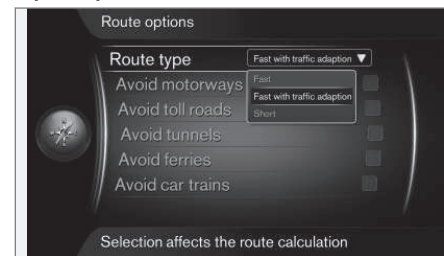 Route options
Route type
Fast with traffic adaption
Fast
Avoid motorways
Fast with traffic adaption
Avoid toll roads
Short
Avoid tunnels
Avoid ferries
Avoid car trains
Selection affects the route calculation